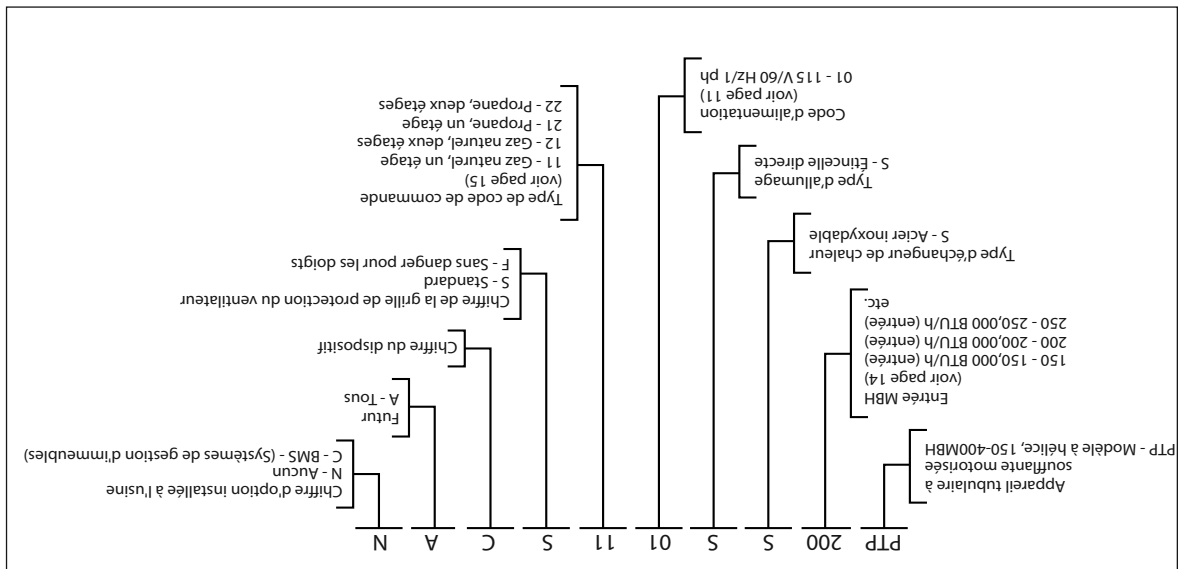 PTP 200 S S 01 11 S C A N
Appareil tubulaire à
soufflante motorisée
PTP - Modèle à hélice, 150-400MBH
Entrée MBH
(voir page 14)
150 - 150,000 BTU/h (entrée)
200 - 200,000 BTU/h (entrée)
250 - 250,000 BTU/h (entrée)
etc.
Type d'échangeur de chaleur
S - Acier inoxydable
Type d'allumage
S - Étincelle directe
Code d'alimentation
(voir page 11)
01 - 115 V/60 Hz/1 ph
Type de code de commande
(voir page 15)
11 - Gaz naturel, un étage
12 - Gaz naturel, deux étages
21 - Propane, un étage
22 - Propane, deux étages
Chiffre de la grille de protection du ventilateur
S - Standard
F - Sans danger pour les doigts
Chiffre du dispositif
Futur
A - Tous
Chiffre d'option installée à l'usine
N - Aucun
C - BMS - (Systèmes de gestion d'immeubles)